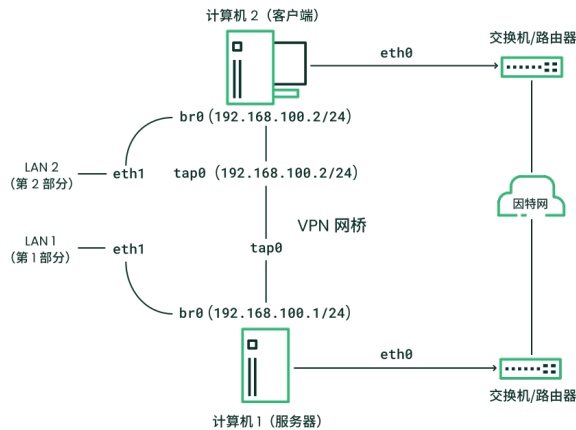 计算机 2（客户端）
eth0
交换机/路由器
br0 (192.168.100.2/24)
LAN 2
（第 2 部分）
eth1
tap0 (192.168.100.2/24)
因特网
VPN 网桥
LAN 1
（第 1 部分）
eth1
tap0
br0 (192.168.100.1/24)
eth0
交换机/路由器
计算机 1（服务器）